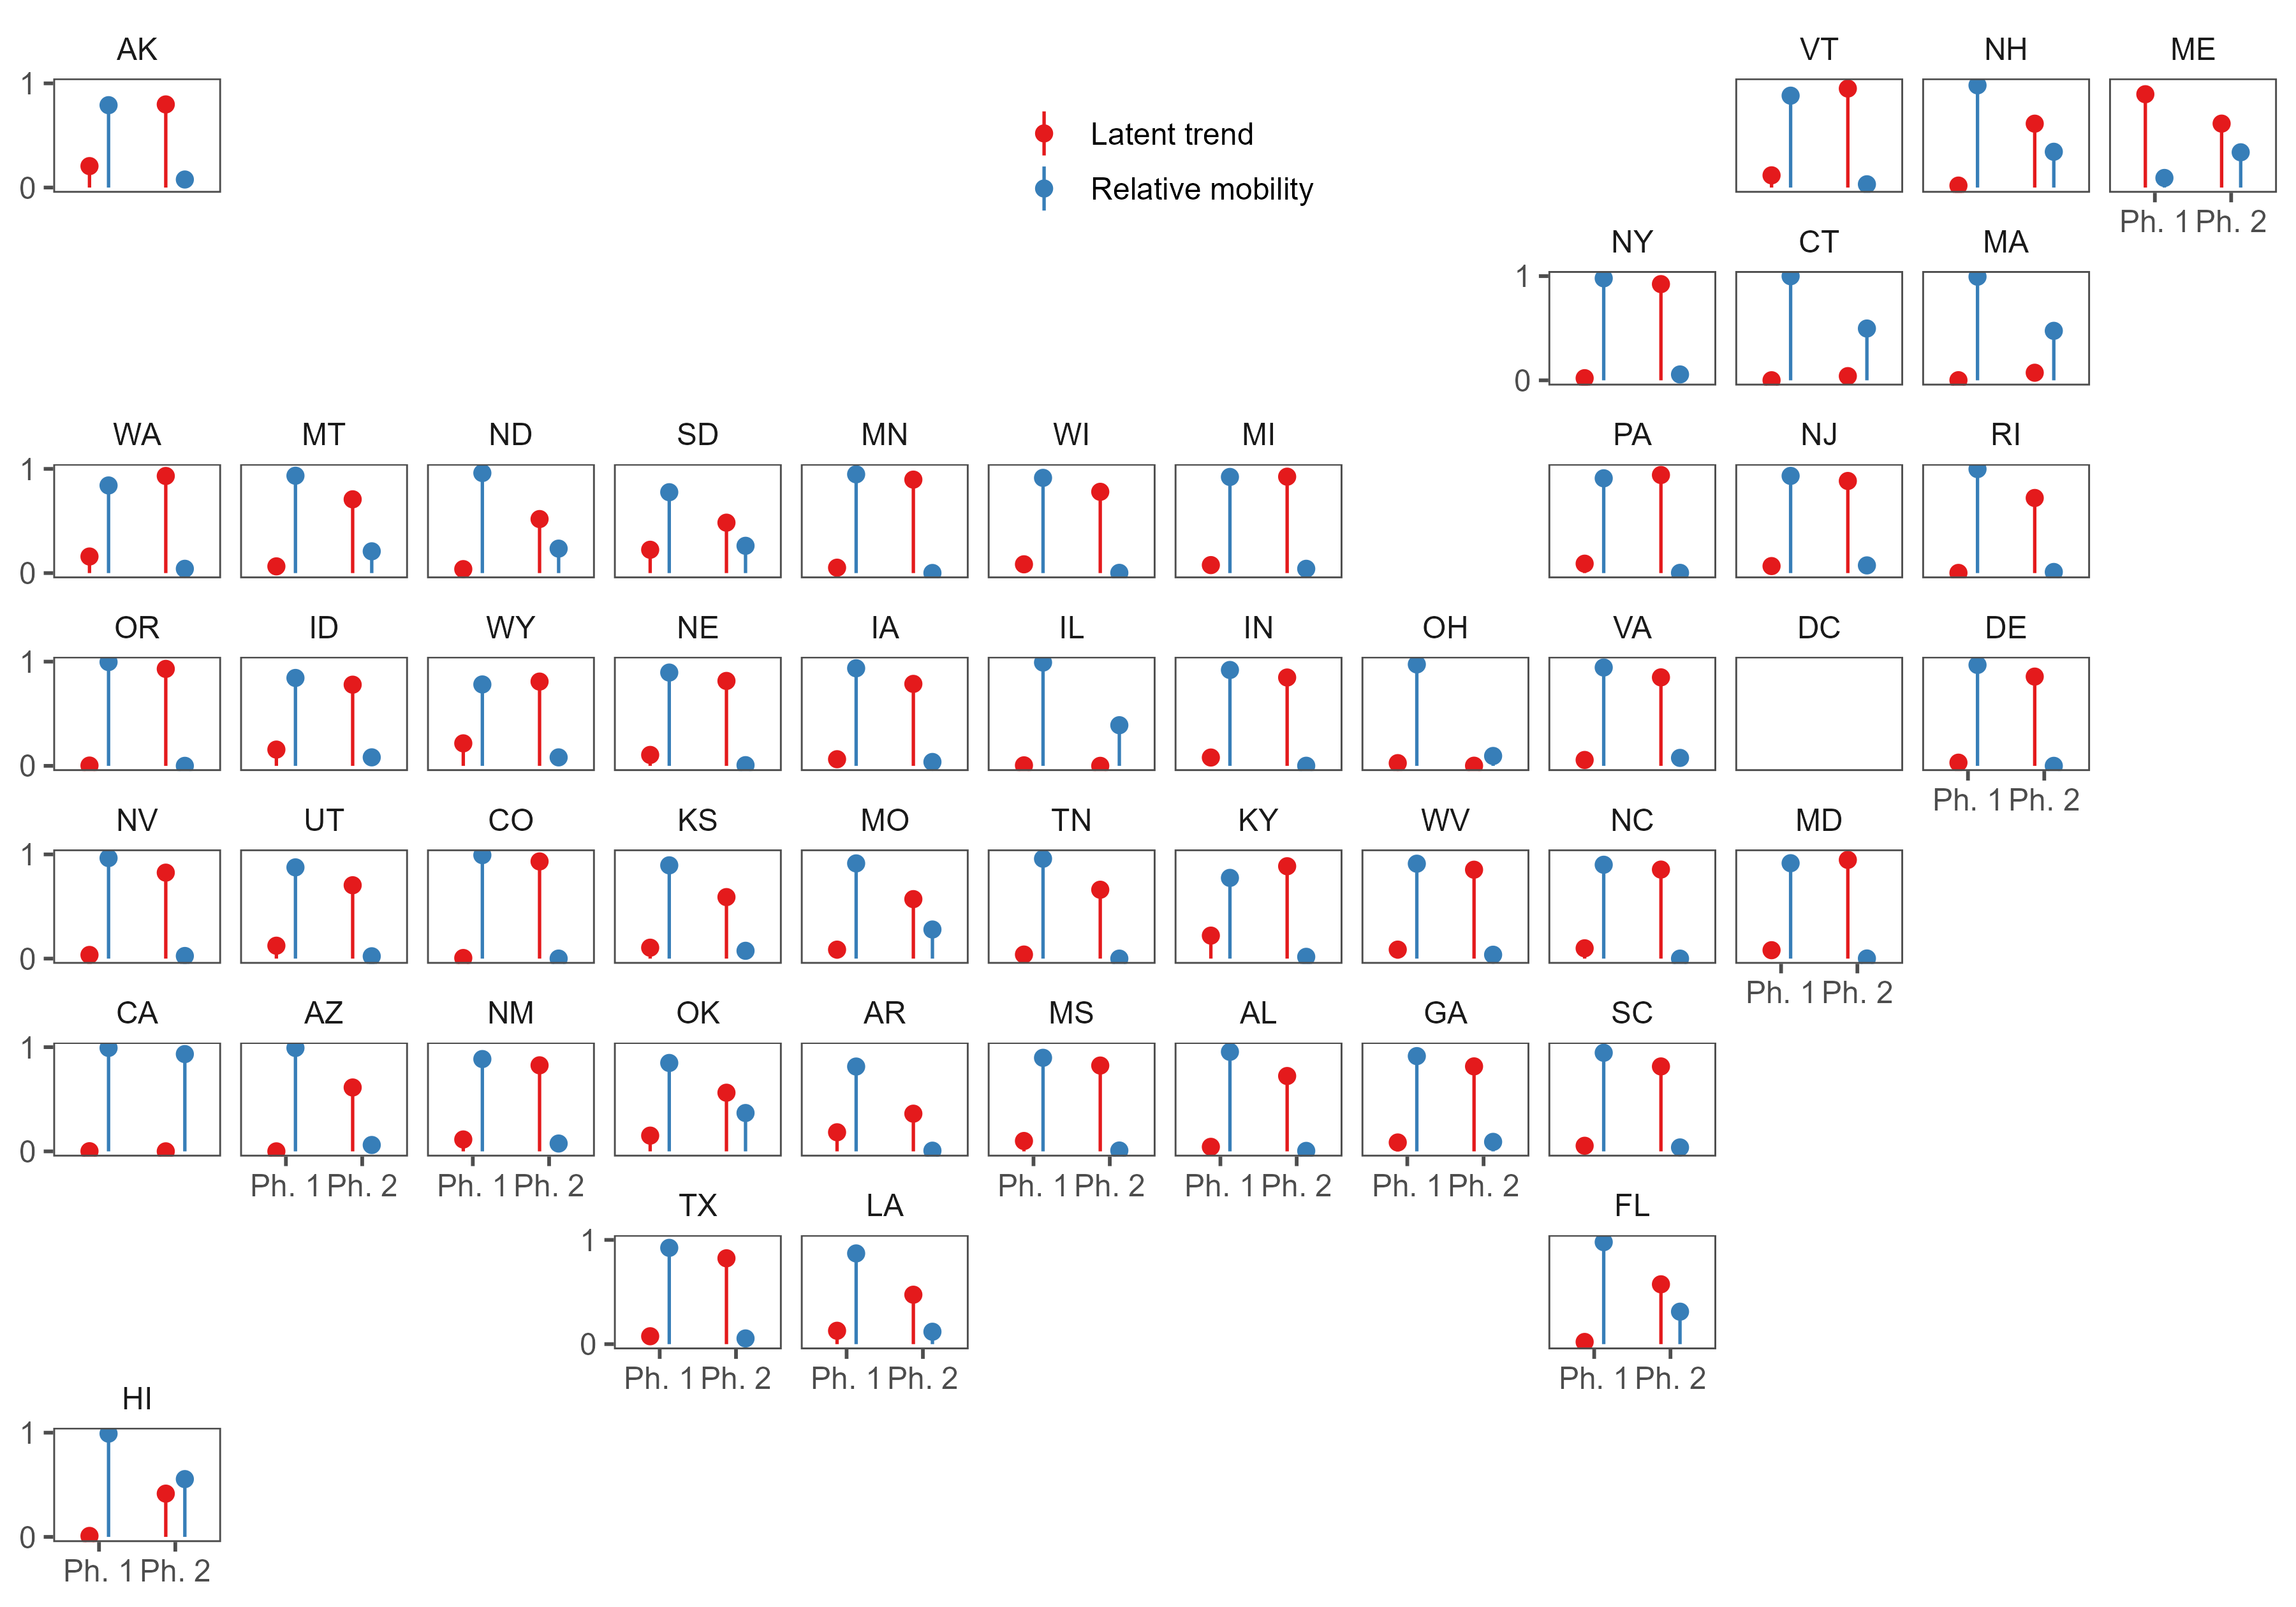 AK VT NH ME
1
0
Latent trend
Relative mobility
Ph. 1 Ph. 2
NY CT MA
1
0
WA MT ND SD MN WI MI PA NJ RI
1
0
OR ID WY NE IA IL IN OH VA DC DE
1
0
Ph. 1 Ph. 2
NV UT CO KS MO TN KY WV NC MD
1
0
Ph. 1 Ph. 2
CA AZ NM OK AR MS AL GA SC
1
0
Ph. 1 Ph. 2 Ph. 1 Ph. 2 Ph. 1 Ph. 2 Ph. 1 Ph. 2 Ph. 1 Ph. 2
TX LA FL
1
0
Ph. 1 Ph. 2 Ph. 1 Ph. 2 Ph. 1 Ph. 2
HI
1
0
Ph. 1 Ph. 2